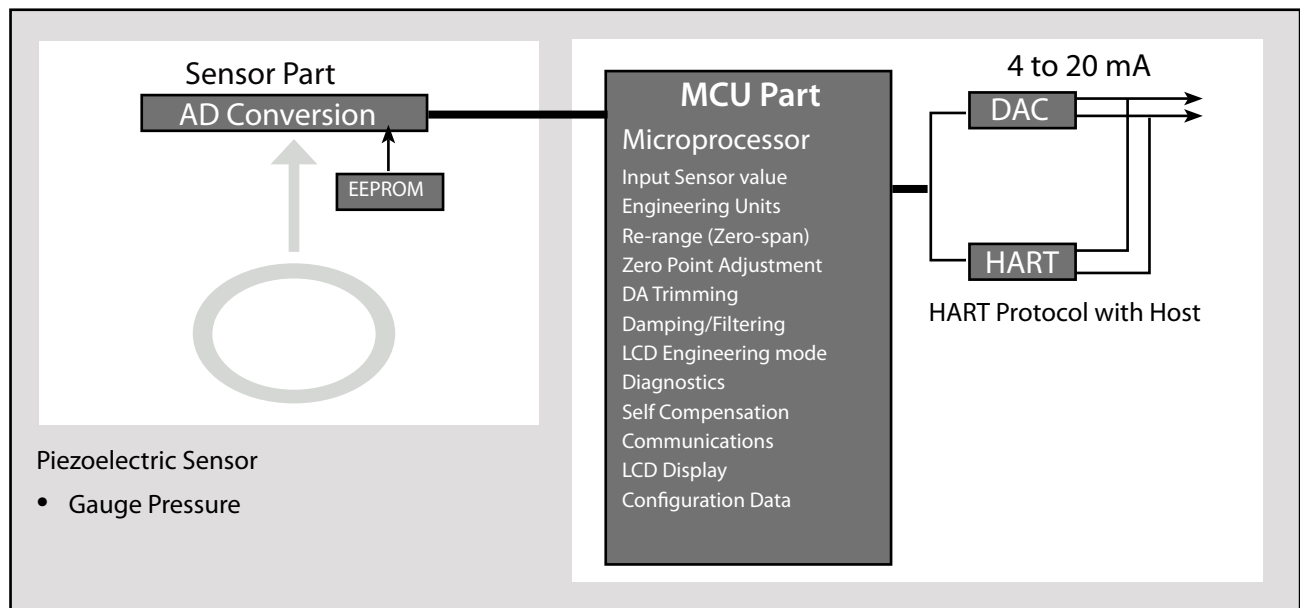 Sensor Part
AD Conversion
EEPROM
Piezoelectric Sensor
• Gauge Pressure
MCU Part
Microprocessor
Input Sensor value
Engineering Units
Re-range (Zero-span)
Zero Point Adjustment
DA Trimming
Damping/Filtering
LCD Engineering mode
Diagnostics
Self Compensation
Communications
LCD Display
Configuration Data
4 to 20 mA
DAC
HART
HART Protocol with Host